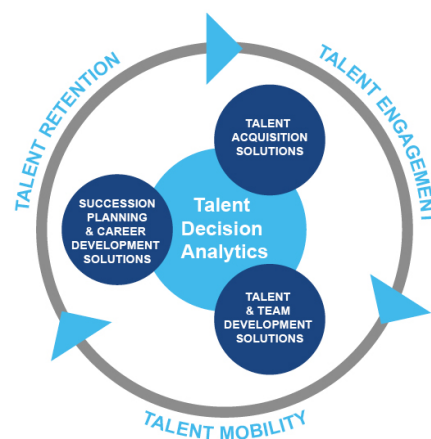 TALENT RETENTION
TALENT ENGAGEMENT
TALENT
ACQUISITION
SOLUTIONS
SUCCESSION
PLANNING
& CAREER
DEVELOPMENT
SOLUTIONS
Talent
Decision
Analytics
TALENT
& TEAM
DEVELOPMENT
SOLUTIONS
TALENT MOBILITY